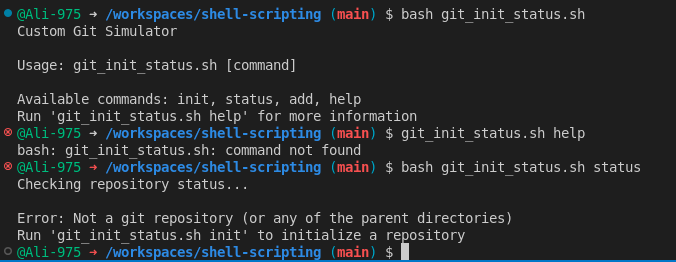 @Ali-975 ➜ /workspaces/shell-scripting (main) $ bash git_init_status.sh
Custom Git Simulator
Usage: git_init_status.sh [command]
Available commands: init, status, add, help
Run 'git_init_status.sh help' for more information
@Ali-975 ➜ /workspaces/shell-scripting (main) $ git_init_status.sh help
bash: git_init_status.sh: command not found
@Ali-975 ➜ /workspaces/shell-scripting (main) $ bash git_init_status.sh status
Checking repository status...
Error: Not a git repository (or any of the parent directories)
Run 'git_init_status.sh init' to initialize a repository
@Ali-975 ➜ /workspaces/shell-scripting (main) $